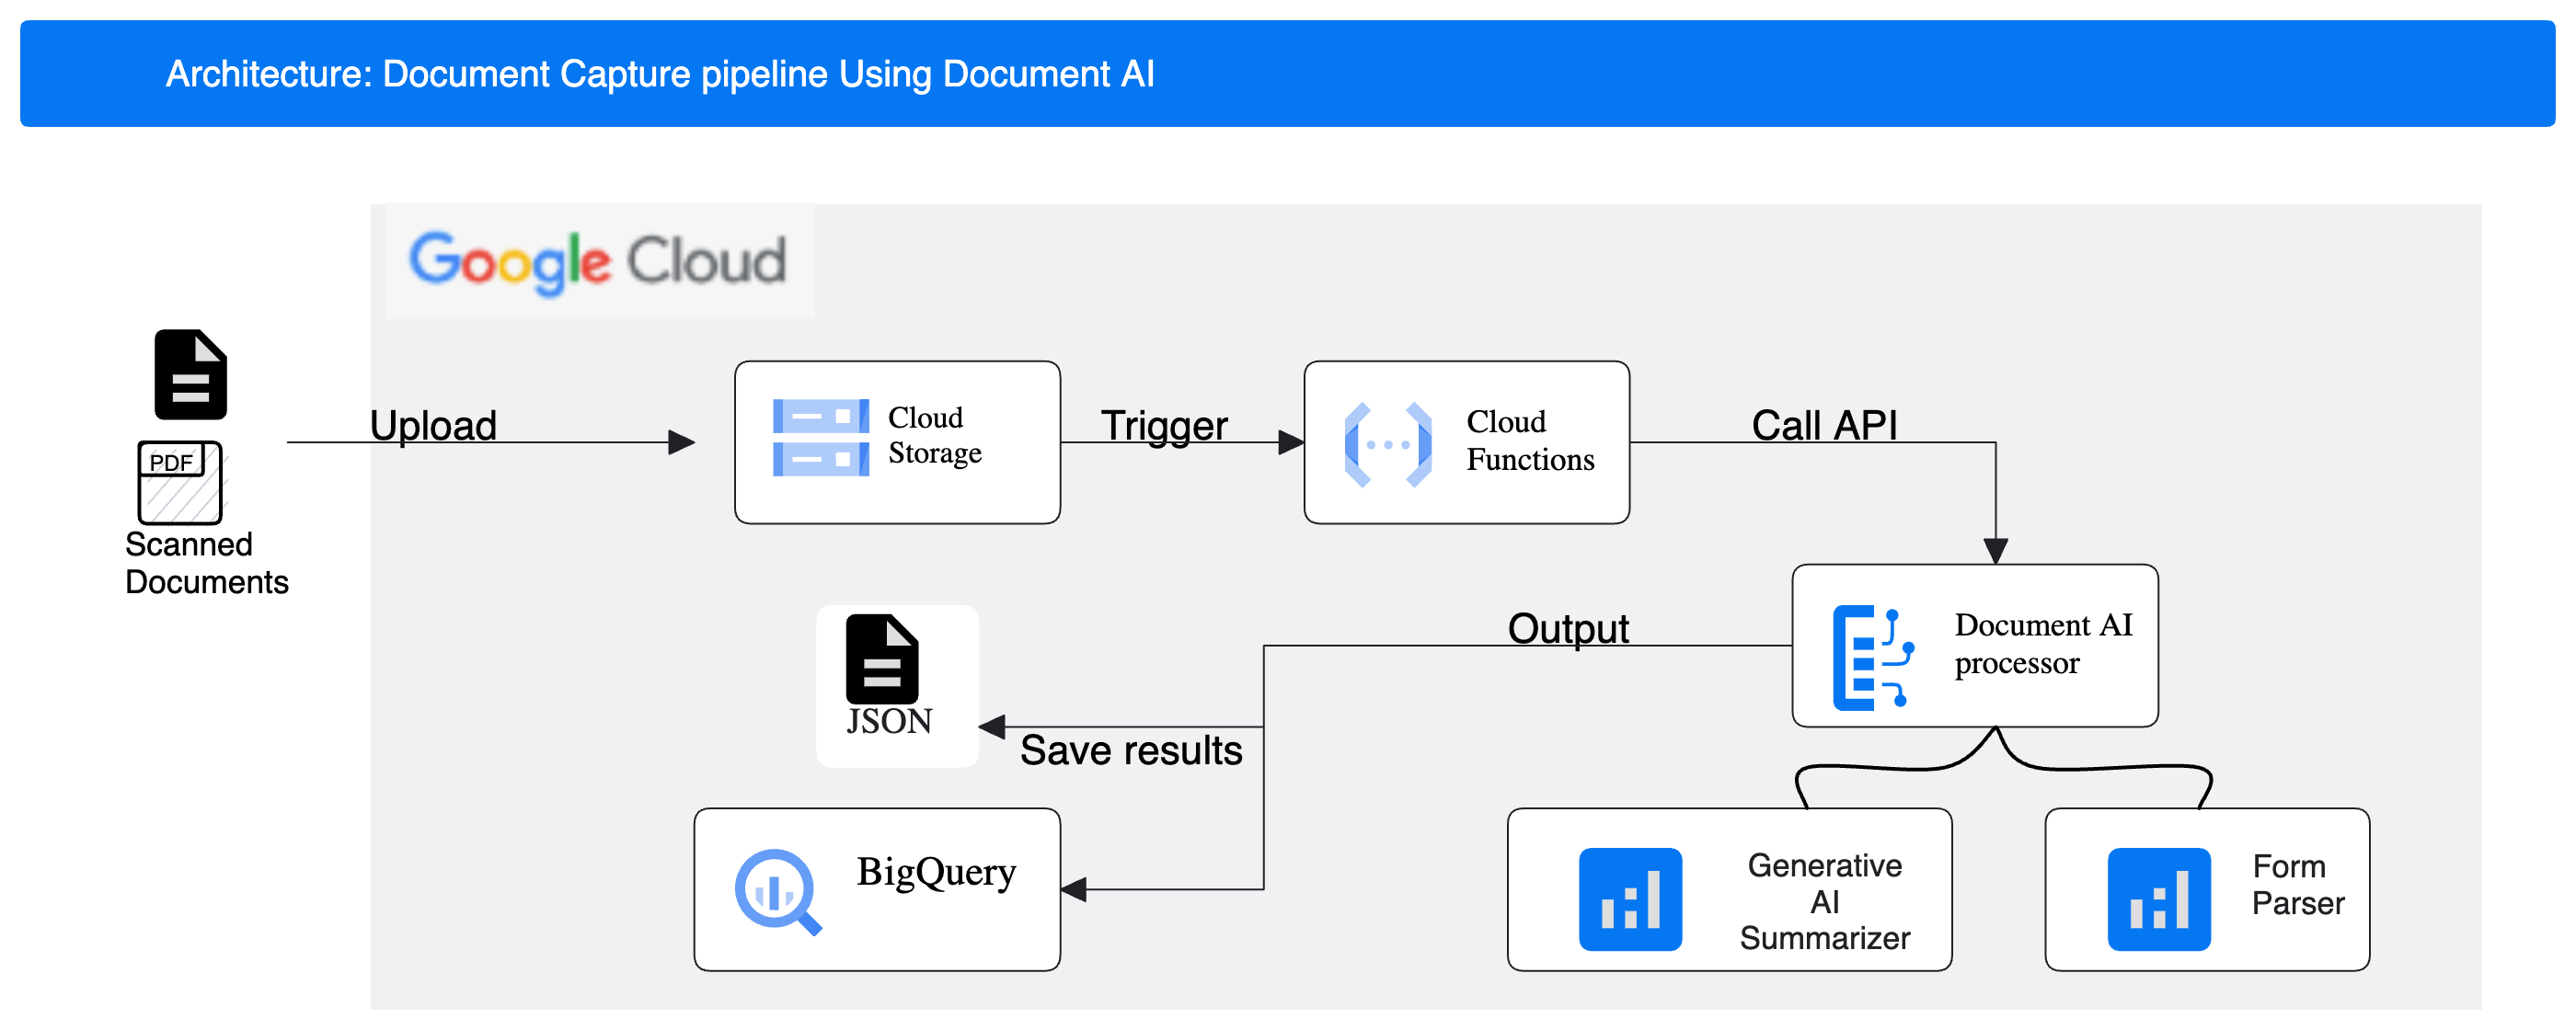 Architecture: Document Capture pipeline Using Document AI
Google Cloud
PDF
Scanned
Documents
Upload
Cloud
Storage
Trigger
Cloud
Functions
Call API
Document AI
processor
Output
JSON
Save results
BigQuery
Generative
AI
Summarizer
Form
Parser